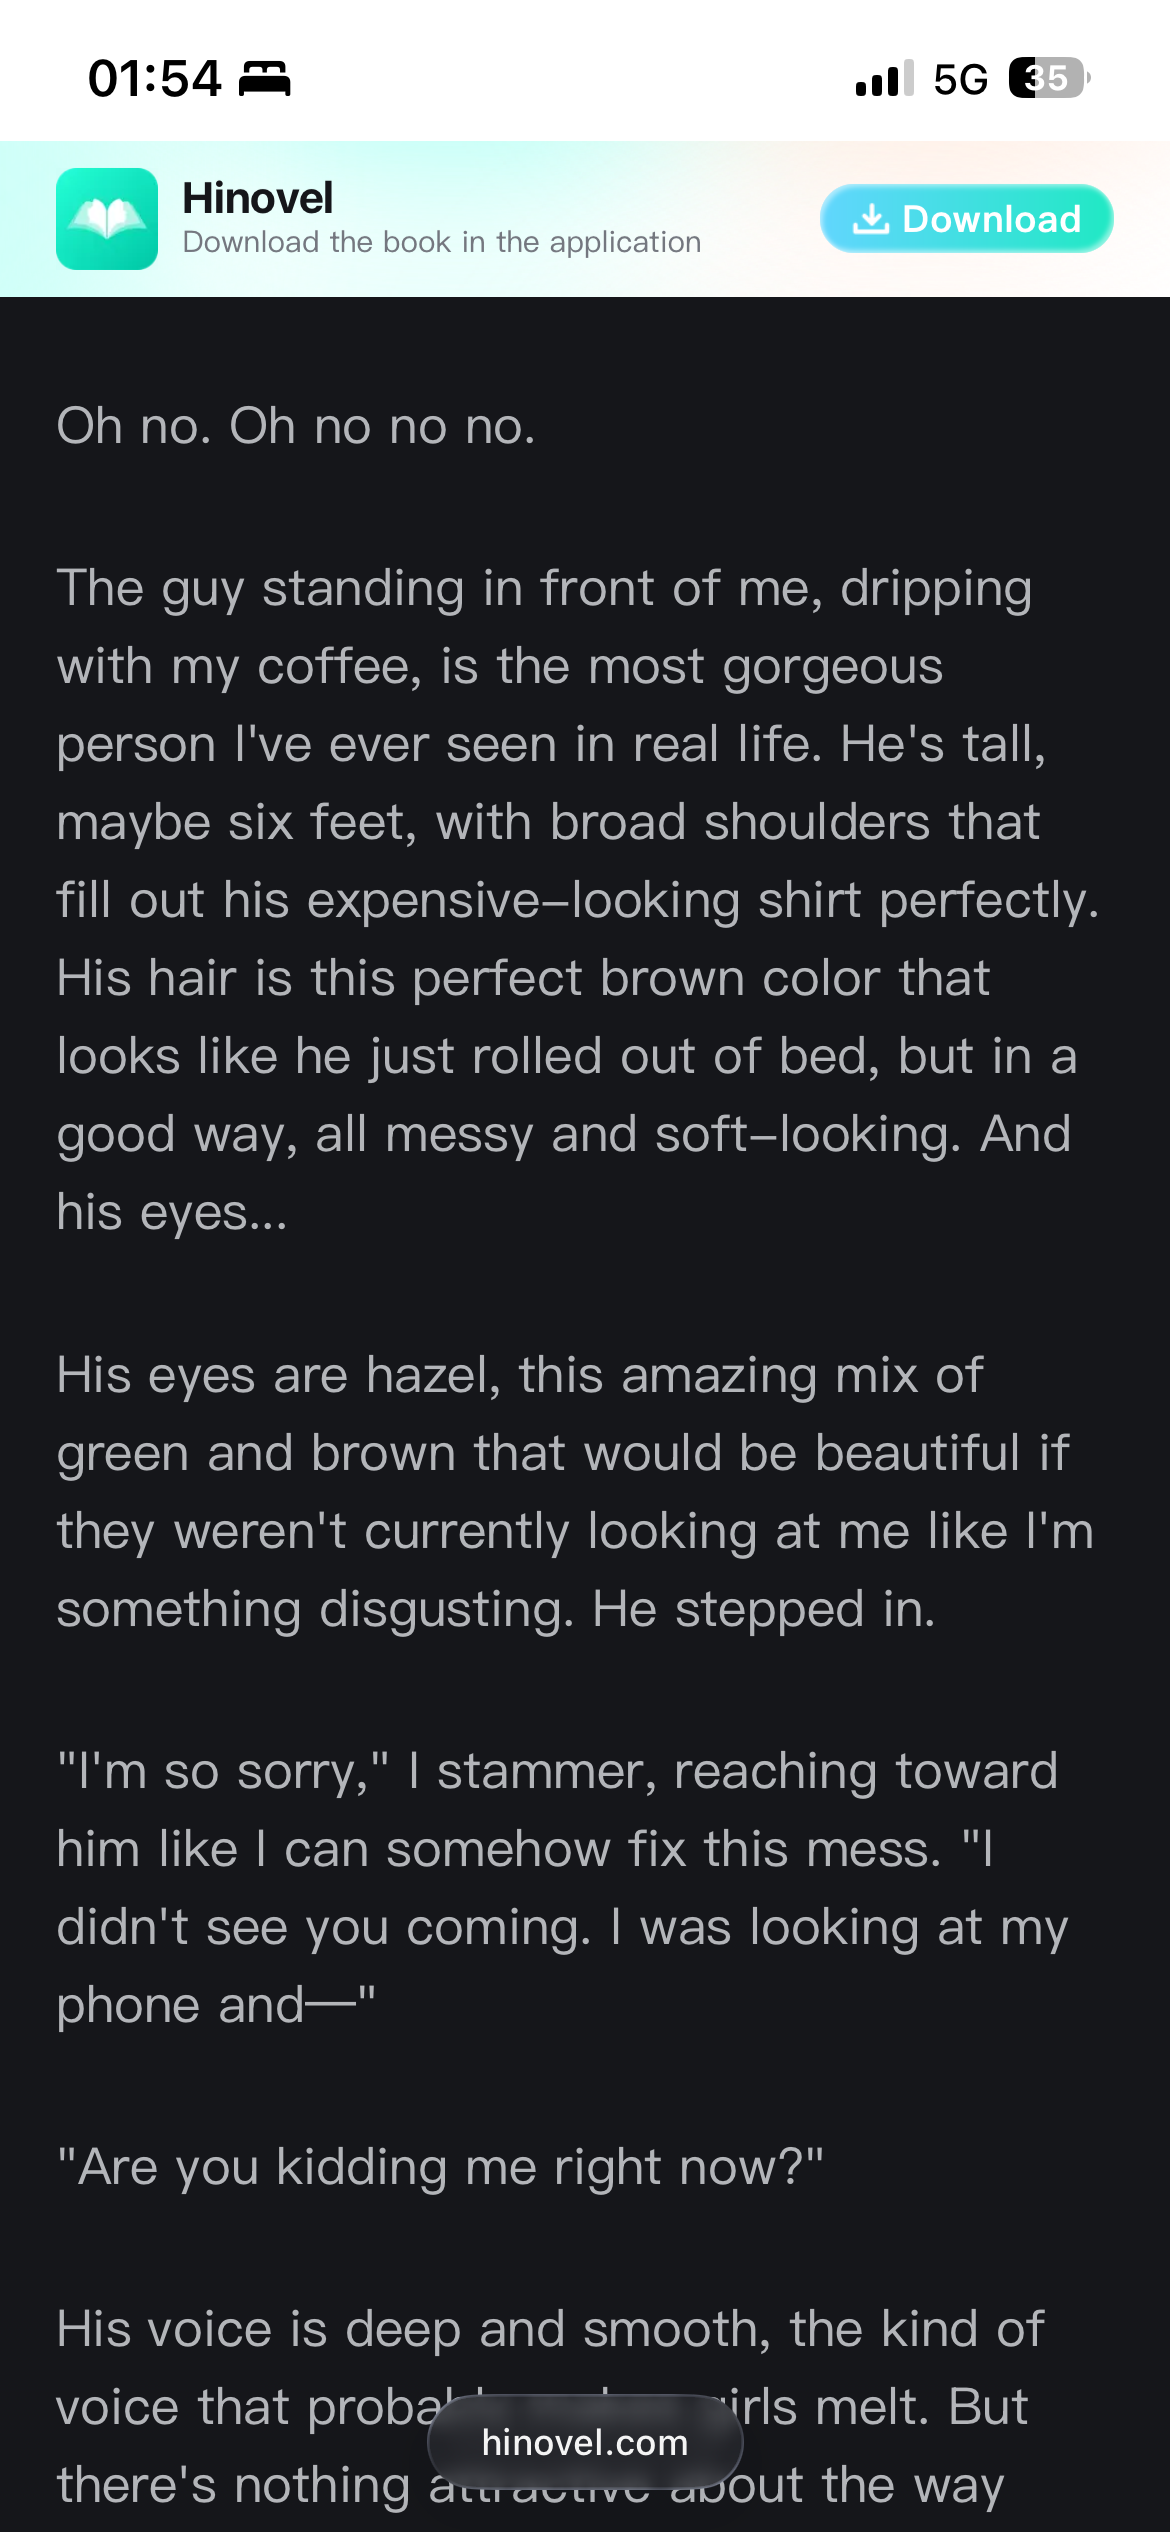 01:54
5G
35
Hinovel
Download the book in the application
Download
Oh no. Oh no no no.
The guy standing in front of me, dripping
with my coffee, is the most gorgeous
person I've ever seen in real life. He's tall,
maybe six feet, with broad shoulders that
fill out his expensive-looking shirt perfectly.
His hair is this perfect brown color that
looks like he just rolled out of bed, but in a
good way, all messy and soft-looking. And
his eyes...
His eyes are hazel, this amazing mix of
green and brown that would be beautiful if
they weren't currently looking at me like I'm
something disgusting. He stepped in.
"I'm so sorry," I stammer, reaching toward
him like I can somehow fix this mess. "I
didn't see you coming. I was looking at my
phone and—"
"Are you kidding me right now?"
His voice is deep and smooth, the kind of
voice that girls melt. But
there's nothing attractive about the way
hinovel.com